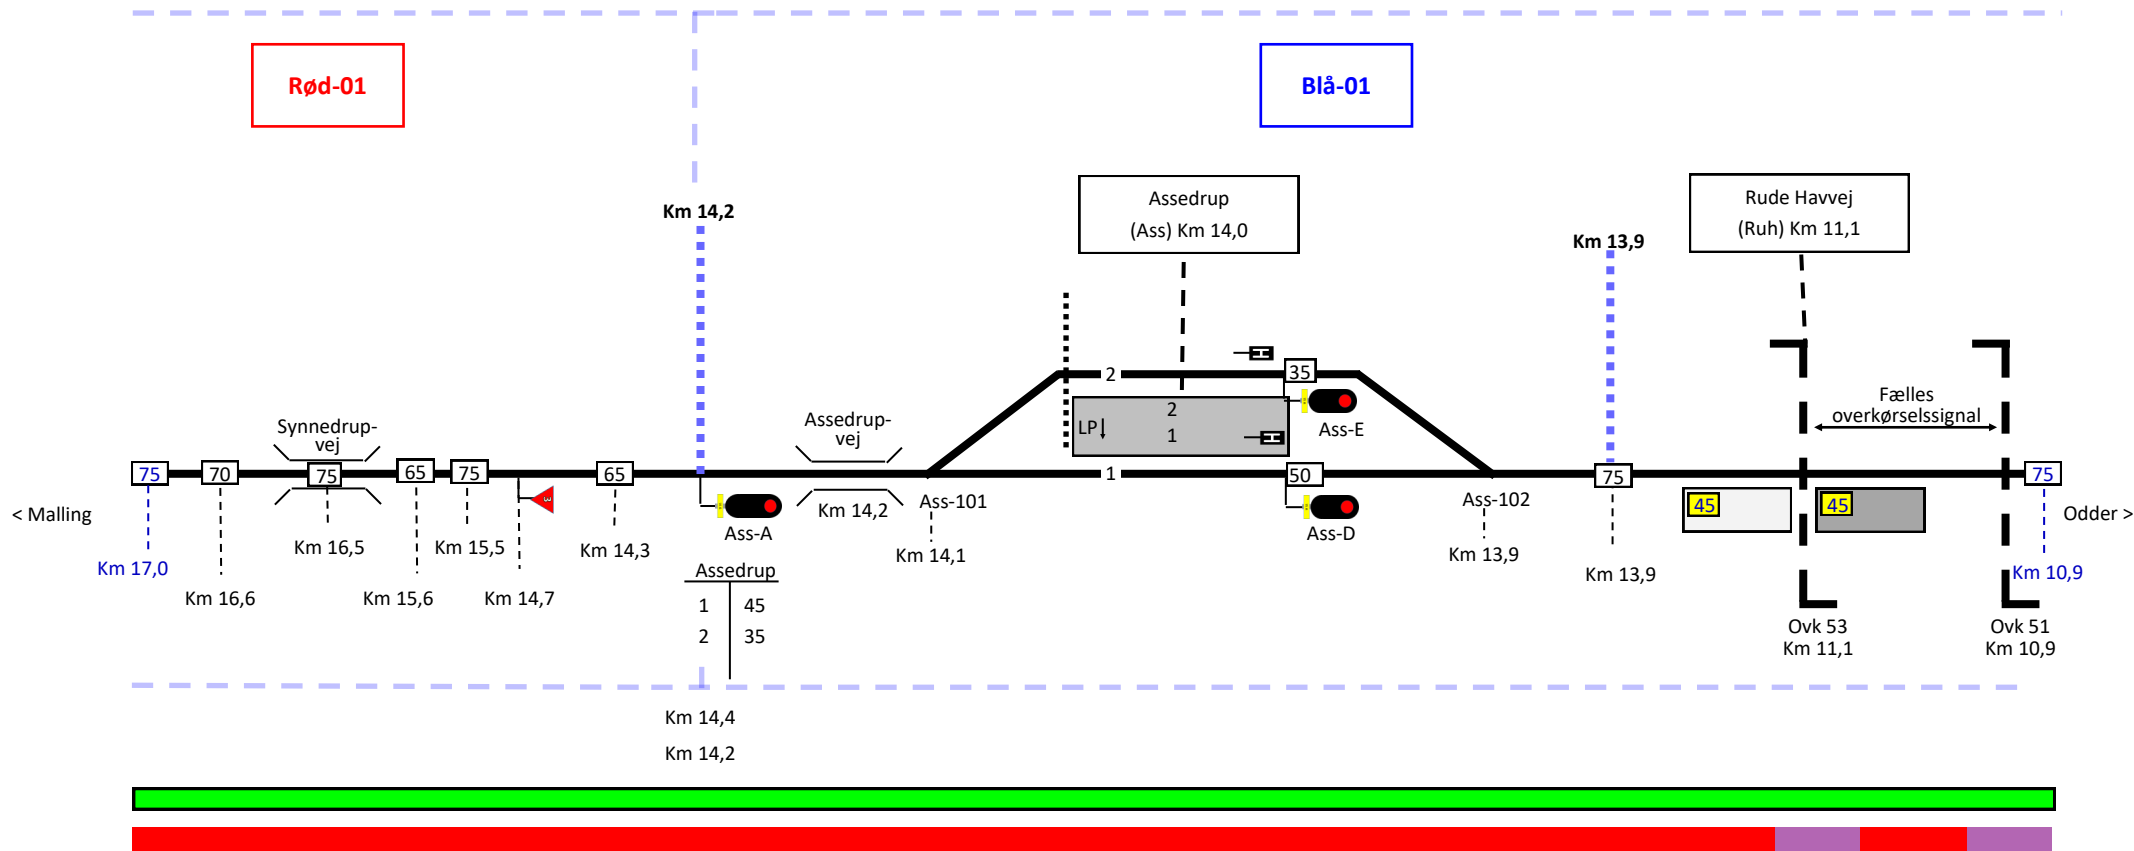 Rød-01
Blå-01
Km 14,2
Assedrup
(Ass) Km 14,0
Km 13,9
Rude Havvej
(Ruh) Km 11,1
2
35
H
LP
2
1
H
Ass-E
Fælles
overkørselssignal
Synnedrup-
vej
Assedrup-
vej
75
70
75
65
75
65
1
50
75
75
< Malling
3
Ass-A
Km 14,2
Ass-101
Ass-D
Ass-102
45
45
Odder >
Km 17,0
Km 16,6
Km 16,5
Km 15,6
Km 15,5
Km 14,7
Km 14,3
Km 14,1
Km 13,9
Km 13,9
Km 10,9
Assedrup
1 45
2 35
Ovk 53
Km 11,1
Ovk 51
Km 10,9
Km 14,4
Km 14,2